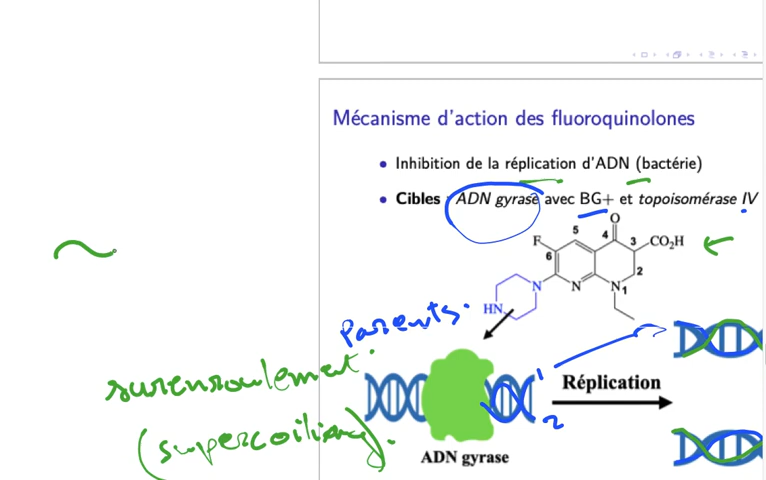 Mécanisme d'action des fluoroquinolones
• Inhibition de la réplication d'ADN (bactérie)
• Cibles : ADN gyrase avec BG+ et topoisomérase IV
O
5
4
F
3
CO₂H
6
2
N
N
N
1
HN
Parents.
surenroulement
1
Réplication
2
(supercoiling).
ADN gyrase